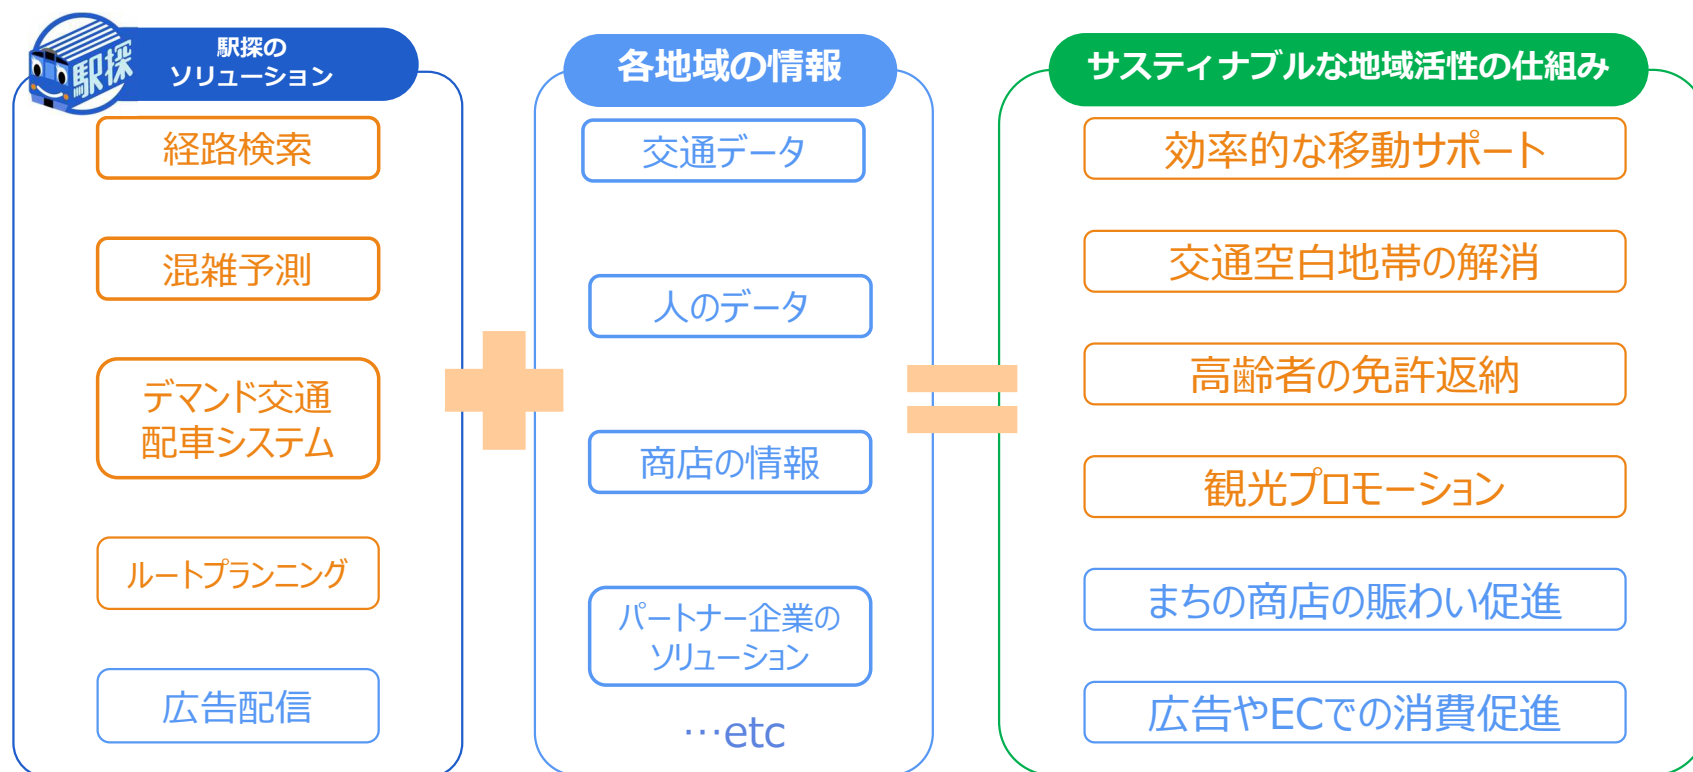 駅探
駅探の
ソリューション
経路検索
混雑予測
デマンド交通
配車システム
ルートプランニング
広告配信
各地域の情報
交通データ
人のデータ
商店の情報
パートナー企業の
ソリューション
…etc
サスティナブルな地域活性の仕組み
効率的な移動サポート
交通空白地帯の解消
高齢者の免許返納
観光プロモーション
まちの商店の賑わい促進
広告やECでの消費促進